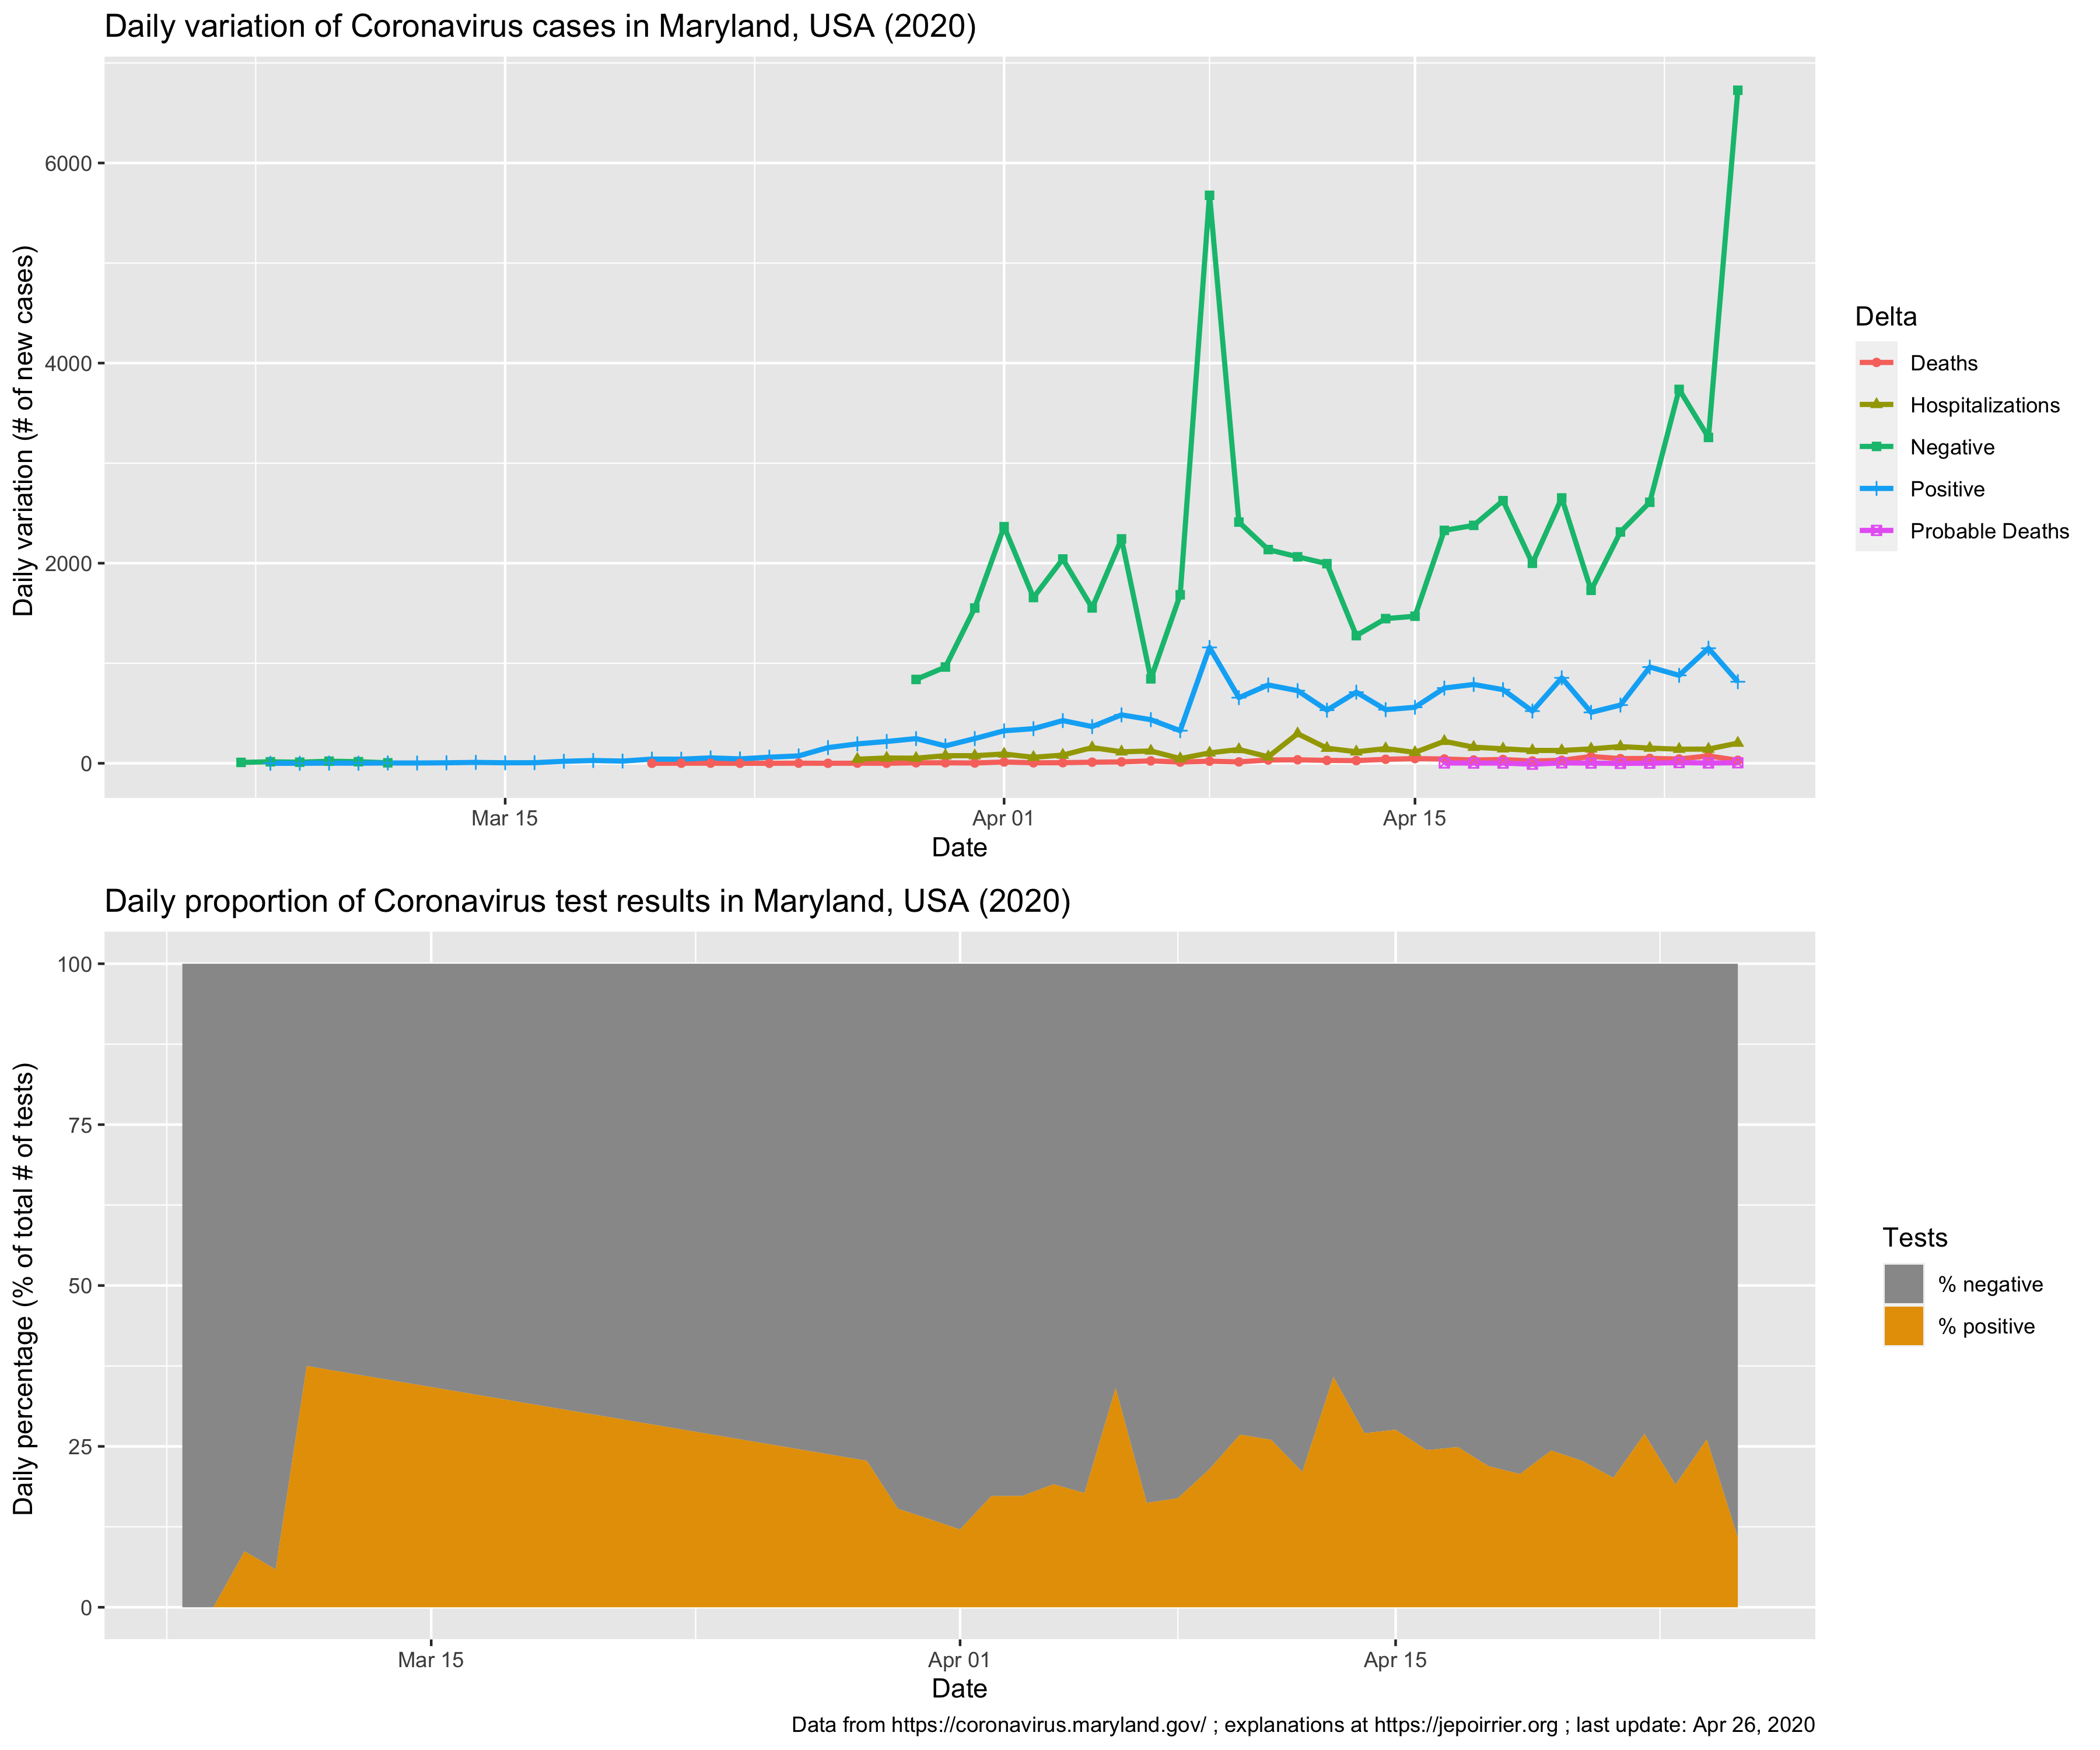 Daily variation of Coronavirus cases in Maryland, USA (2020)
Daily variation (# of new cases)
6000
4000
2000
0
Mar 15
Apr 01
Apr 15
Date
Delta
Deaths
Hospitalizations
Negative
Positive
Probable Deaths
Daily proportion of Coronavirus test results in Maryland, USA (2020)
Daily percentage (% of total # of tests)
100
75
50
25
0
Mar 15
Apr 01
Apr 15
Date
Tests
% negative
% positive
Data from https://coronavirus.maryland.gov/ ; explanations at https://jepoirrier.org ; last update: Apr 26, 2020